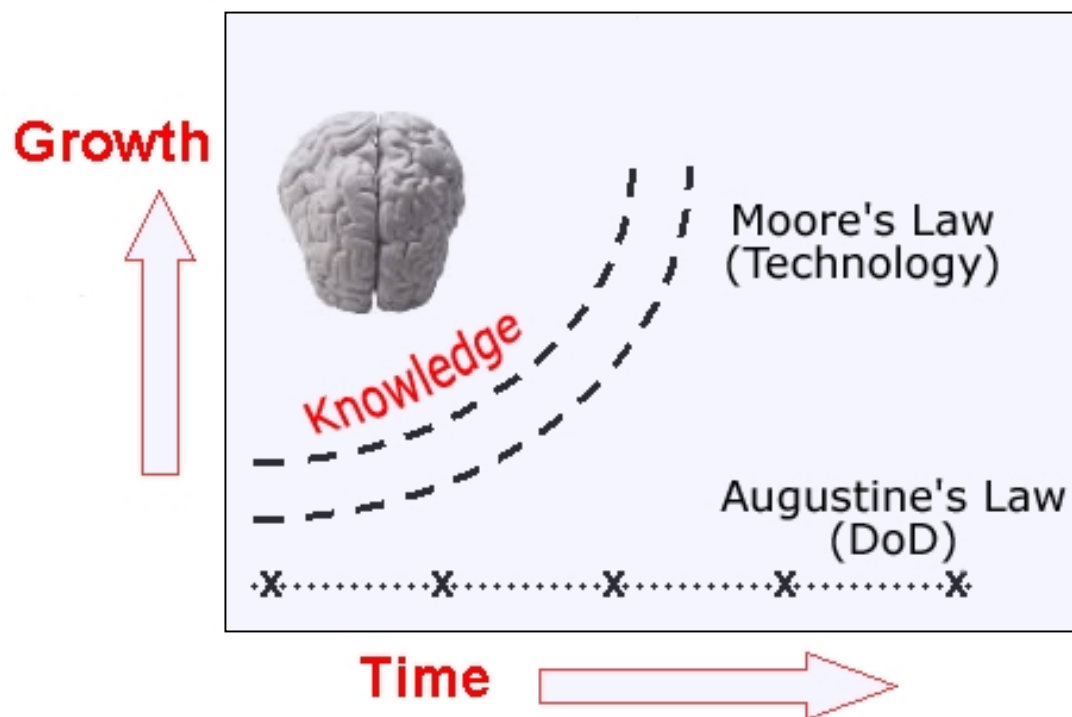 Growth
Moore's Law
(Technology)
Knowledge
Augustine's Law
(DoD)
X X X X X
Time